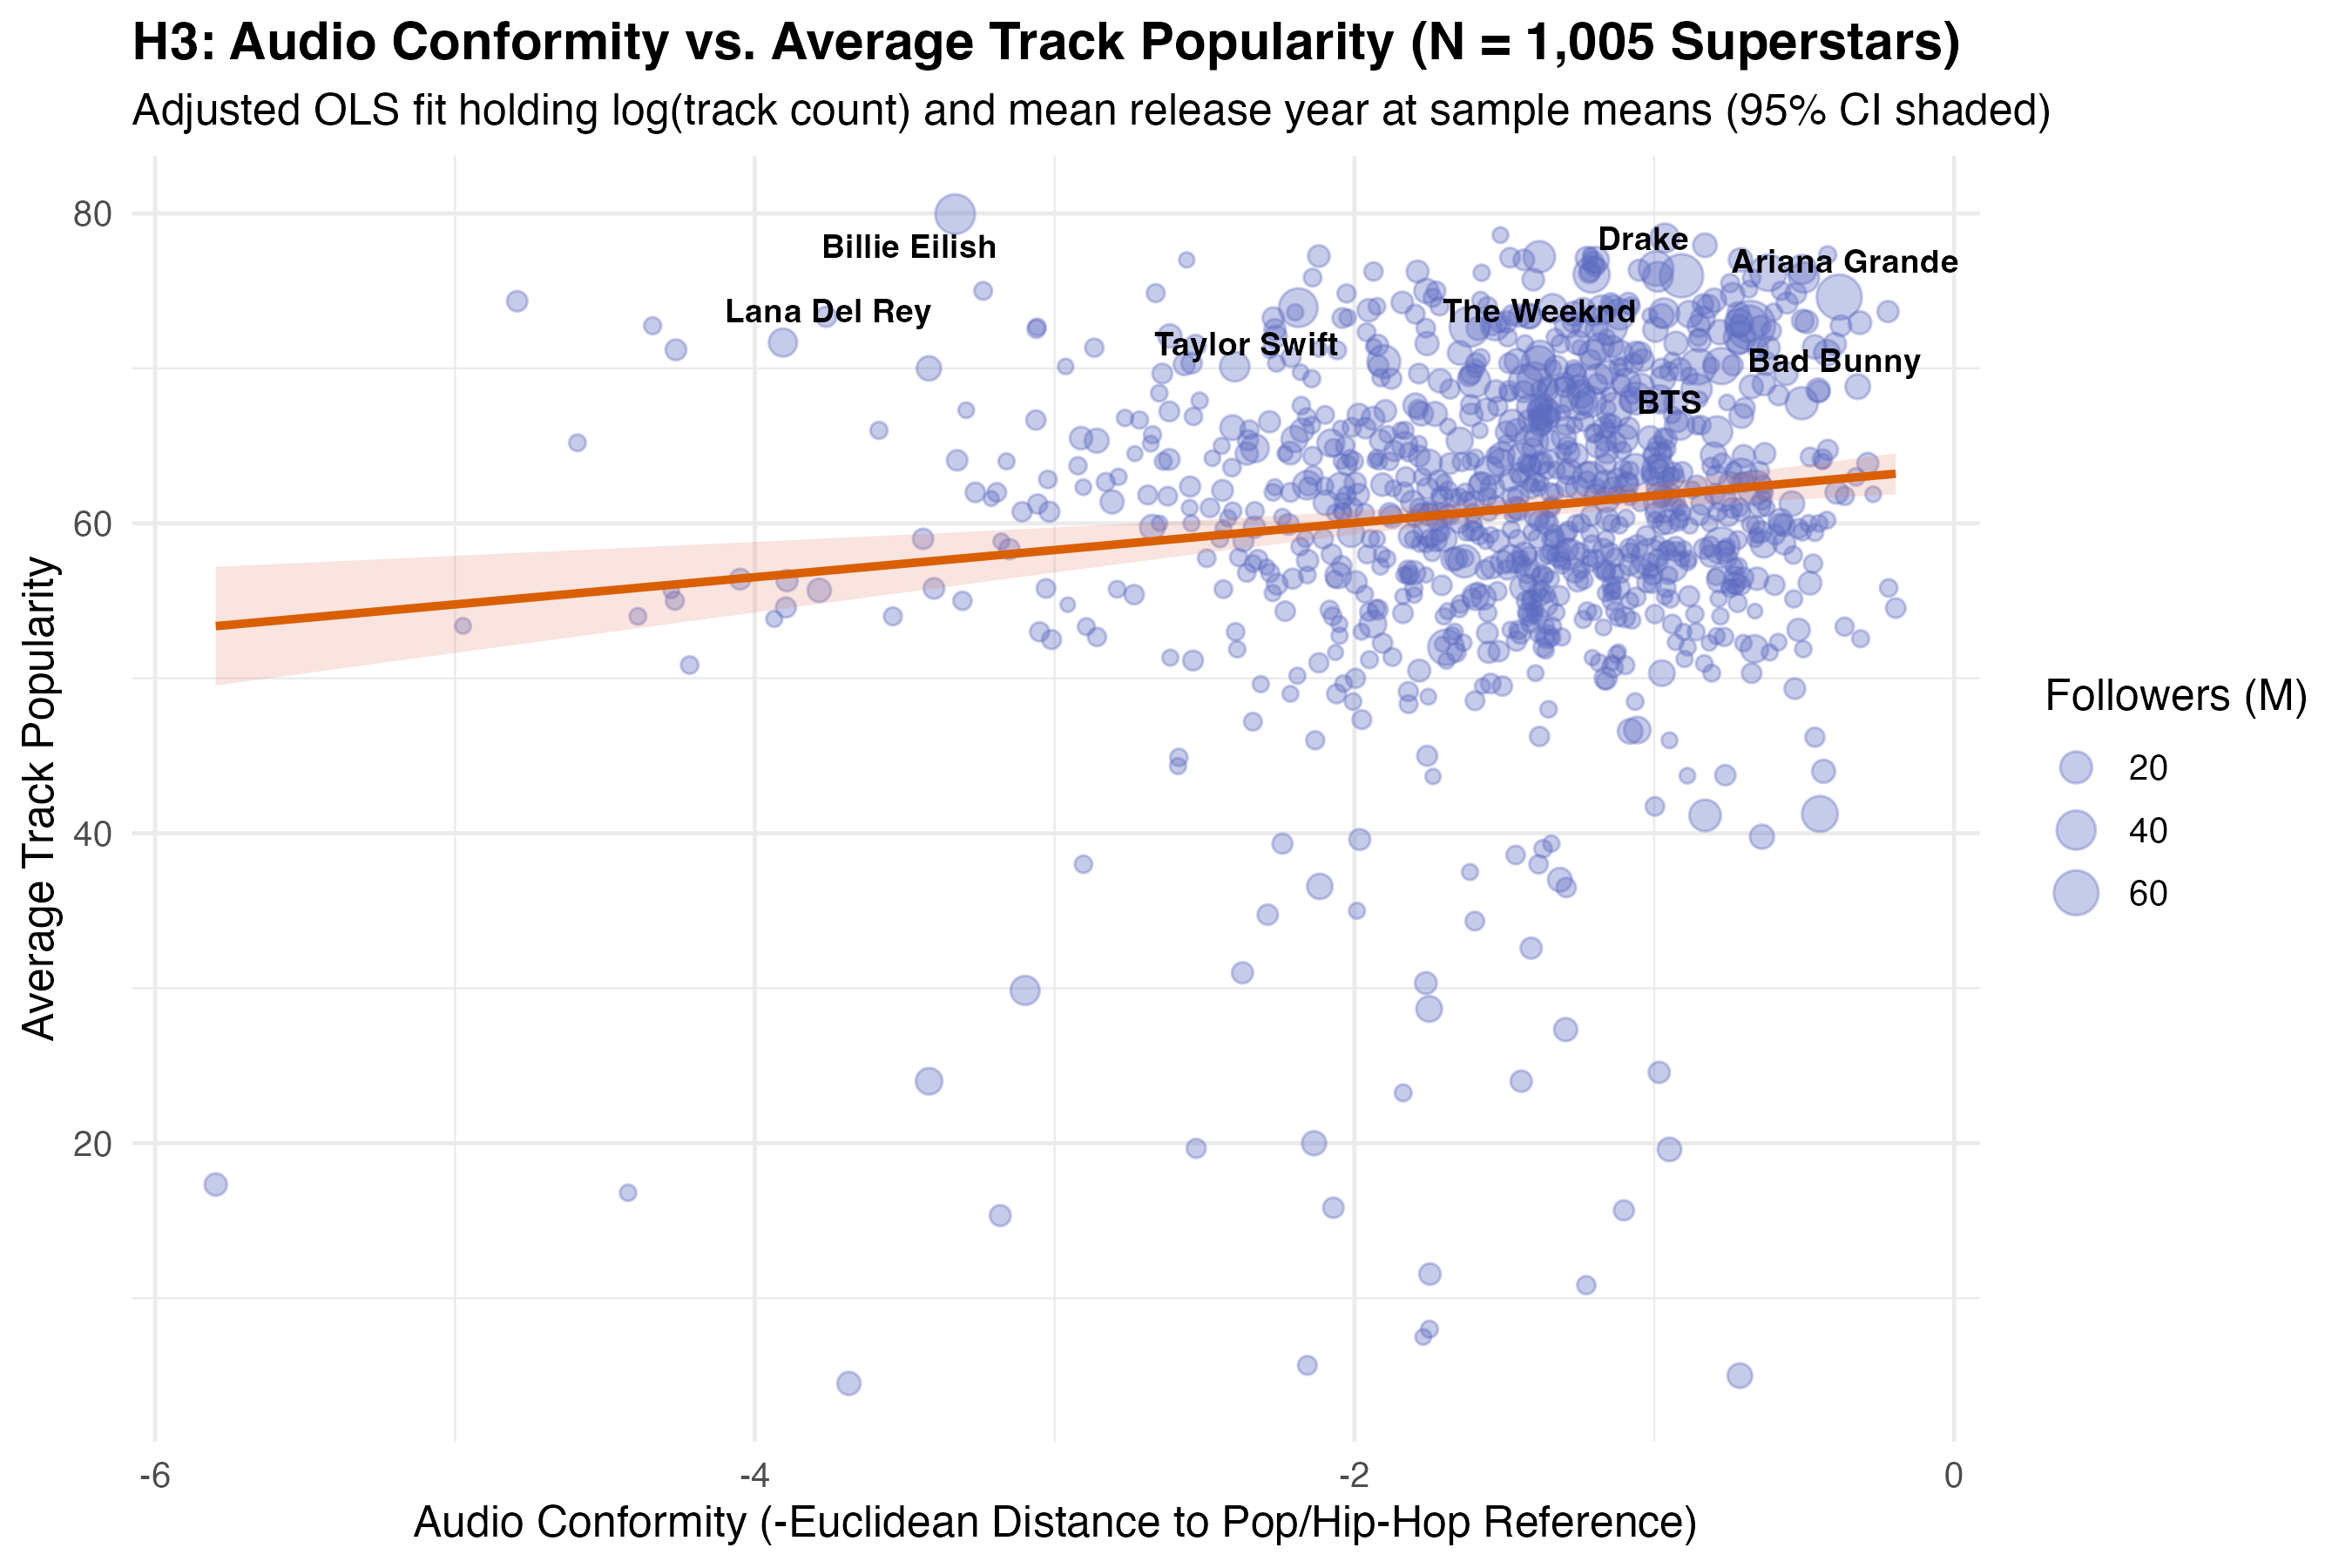 H3: Audio Conformity vs. Average Track Popularity (N = 1,005 Superstars)
Adjusted OLS fit holding log(track count) and mean release year at sample means (95% CI shaded)
Average Track Popularity
80
60
40
20
Billie Eilish
Drake
Ariana Grande
Lana Del Rey
The Weeknd
Taylor Swift
Bad Bunny
BTS
Followers (M)
20
40
60
-6
-4
-2
0
Audio Conformity (-Euclidean Distance to Pop/Hip-Hop Reference)